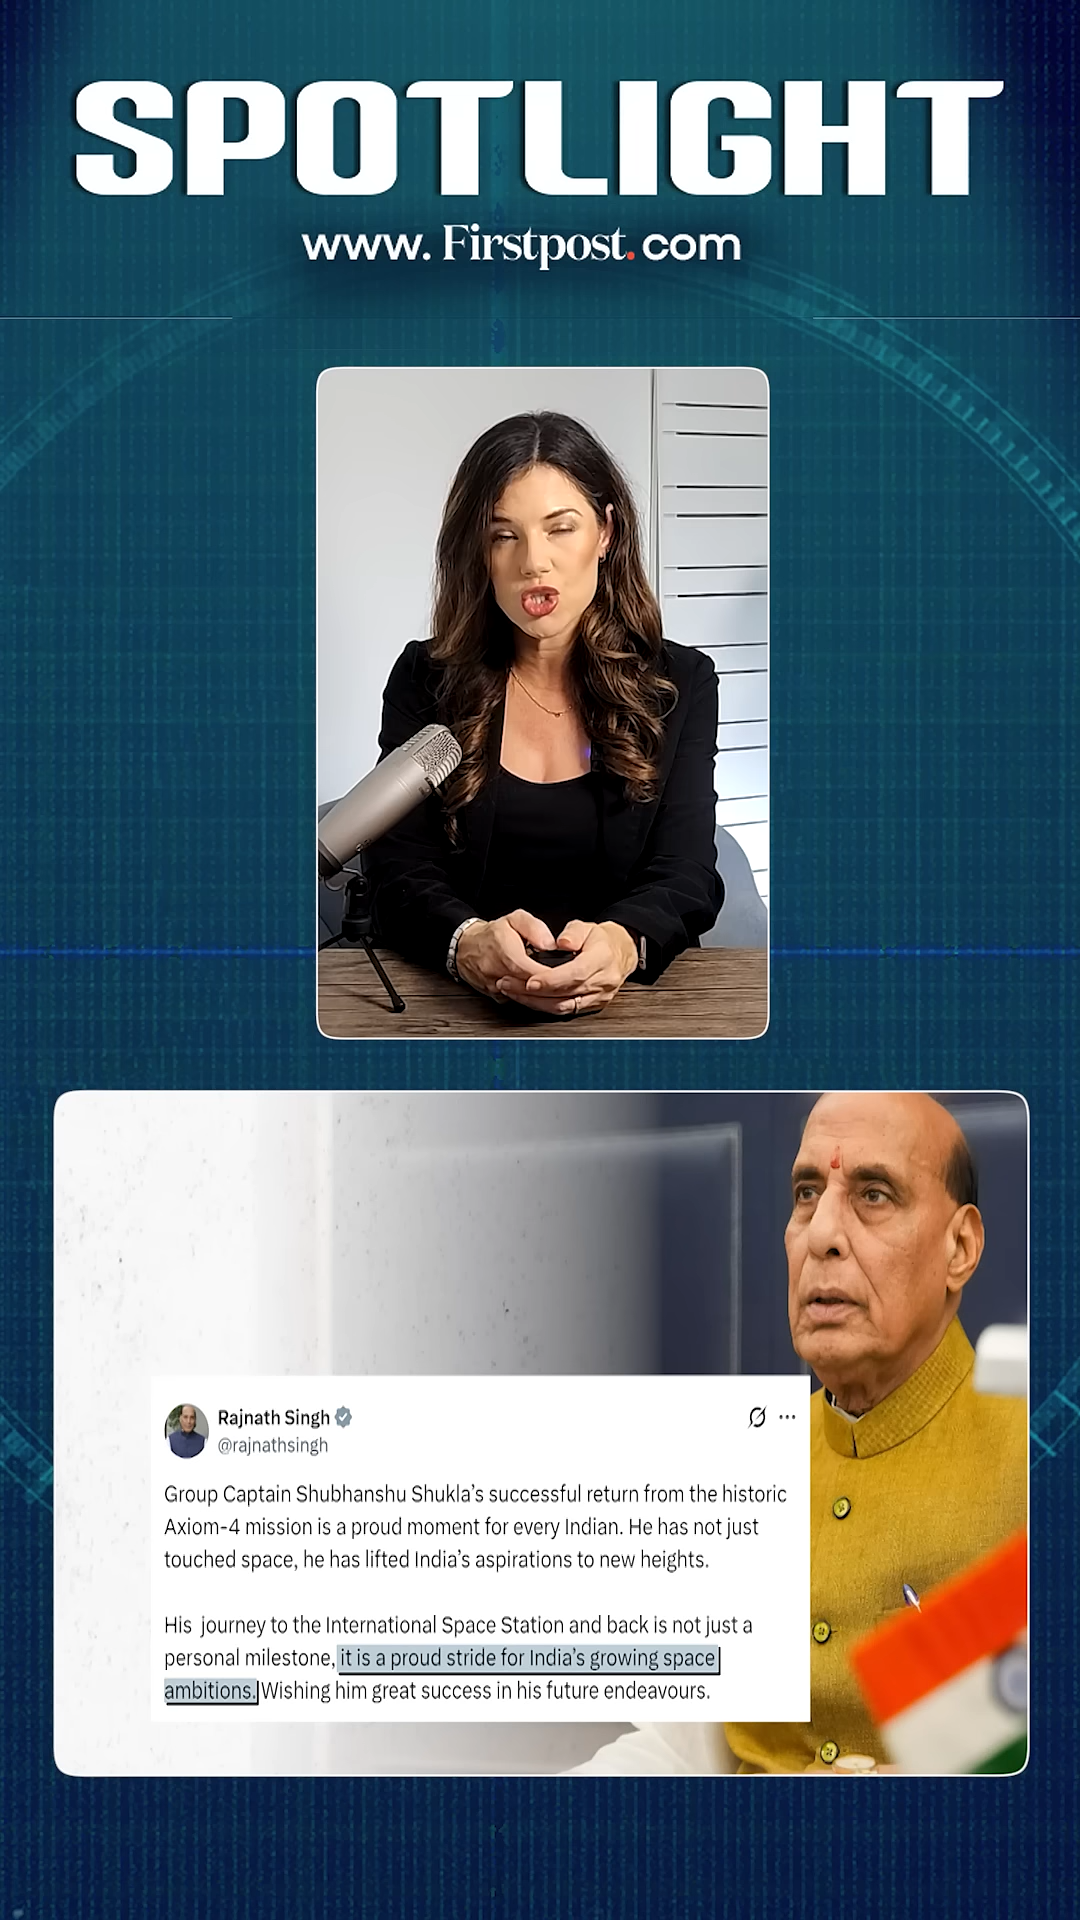 SPOTLIGHT
www. Firstpost. com
Rajnath Singh
@rajnathsingh
Group Captain Shubhanshu Shukla's successful return from the historic
Axiom-4 mission is a proud moment for every Indian. He has not just
touched space, he has lifted India's aspirations to new heights.
His journey to the International Space Station and back is not just a
personal milestone, it is a proud stride for India's growing space
ambitions. Wishing him great success in his future endeavours.